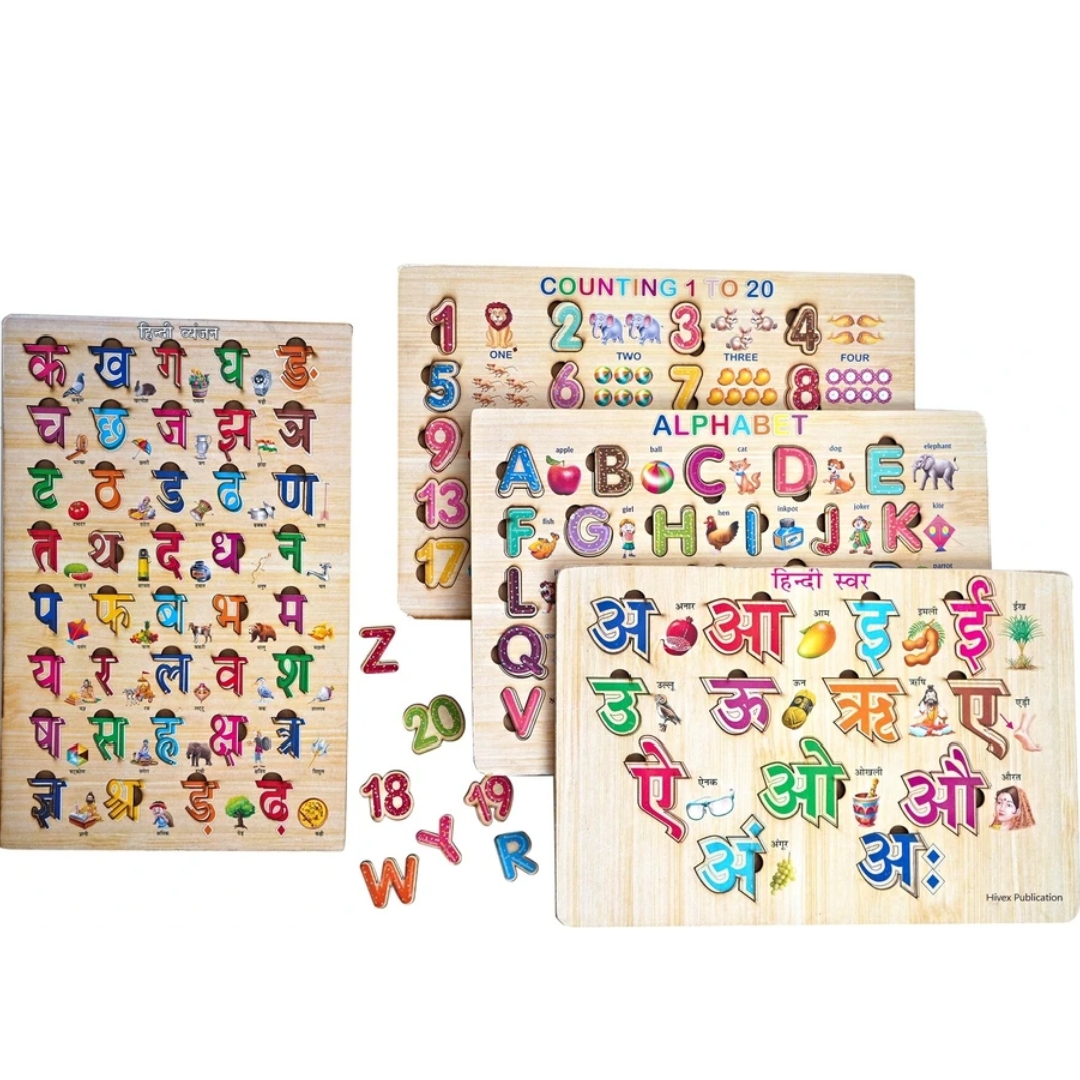 हिन्दी व्यंजन
क ख ग घ ङ
च छ ज झ ञ
ट ठ ड ढ ण
त थ द ध न
प फ ब भ म
य र ल व श
ष स ह क्ष त्र
ज्ञ श्र ड़ ढ़
COUNTING 1 TO 20
1 2 3 4
ONE TWO THREE FOUR
5 6 7 8
9
13
17
ALPHABET
apple ball cat dog elephant
A B C D E
fish girl hen inkpot joker kite
F G H I J K
parrot
L
Q
V
हिन्दी स्वर
अनार आम इमली ईख
अ आ इ ई
उल्लू ऊन ऋषि एड़ी
उ ऊ ऋ ए
ऐनक ओखली औरत
ऐ ओ औ
अंगूर
अं अः
Hivex Publication
Z
20
18 19
Y
W R